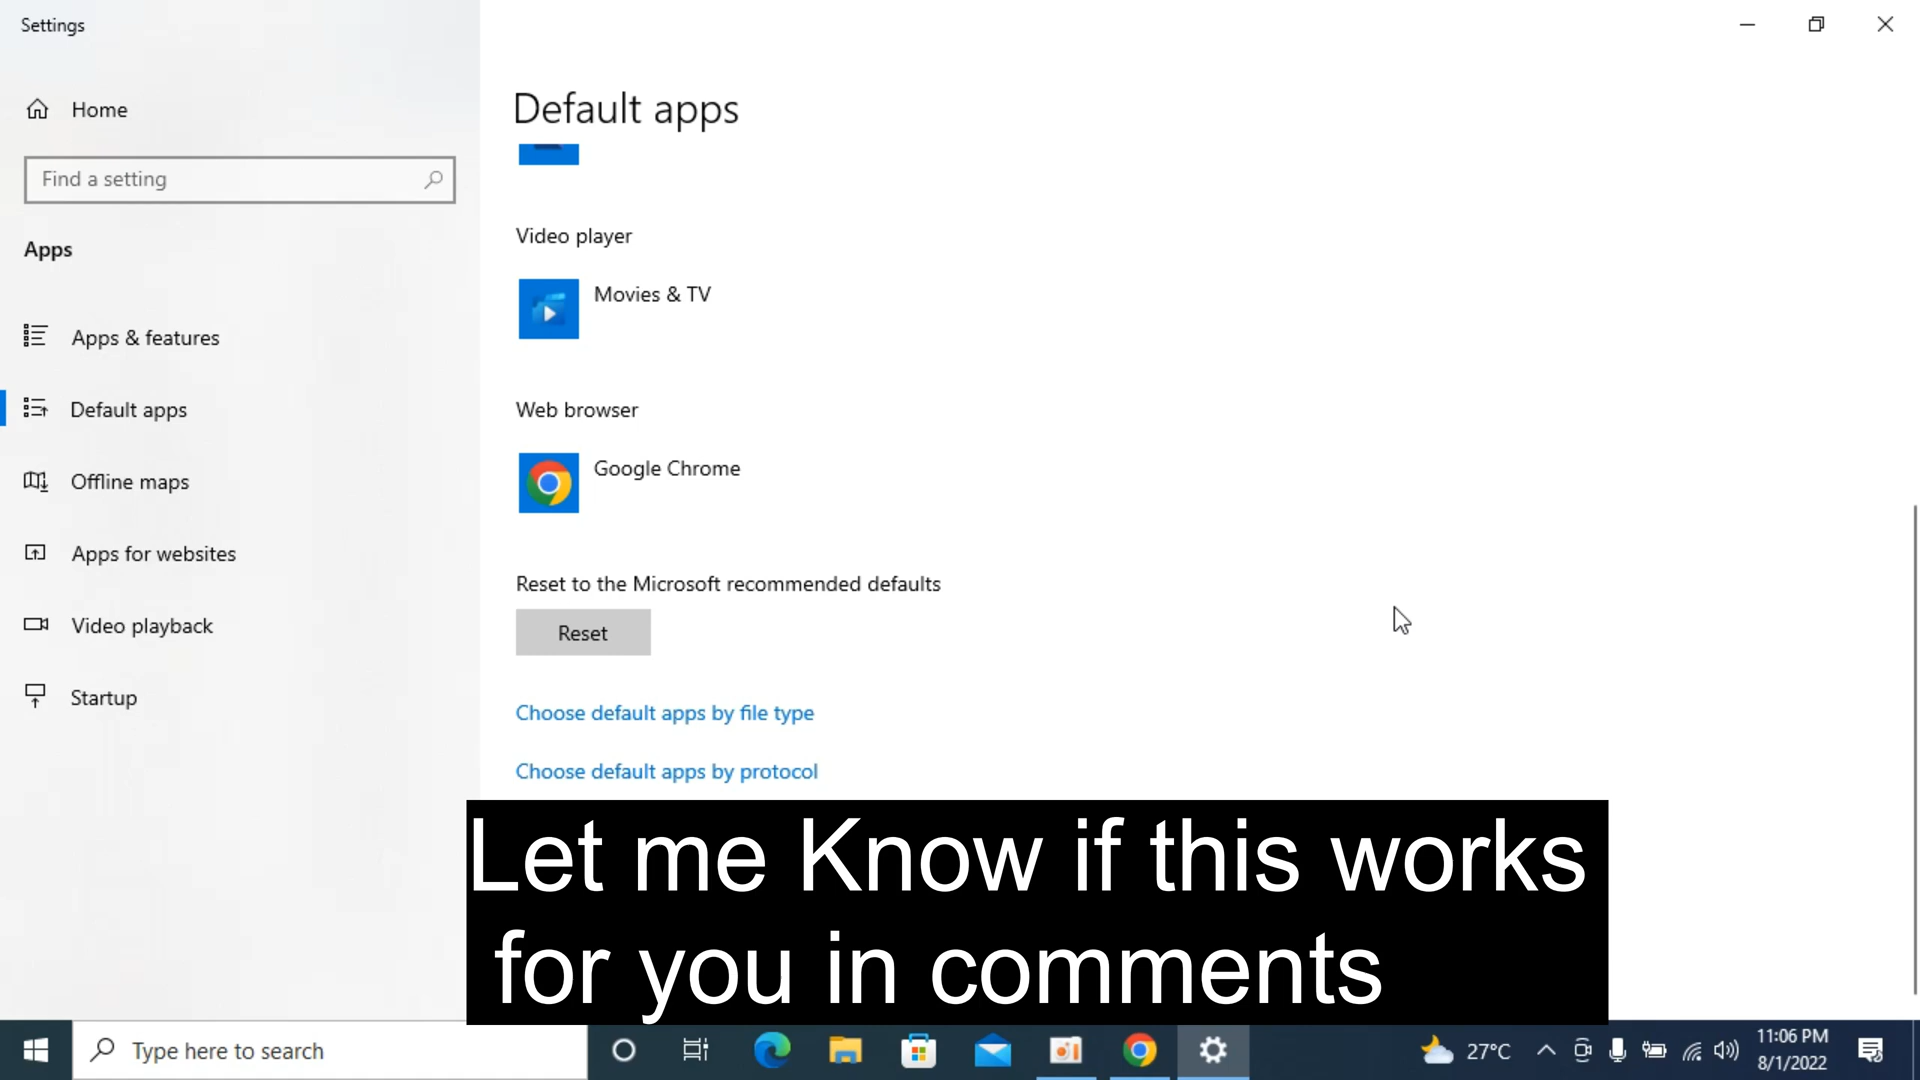 Settings
Home
Find a setting
Apps
Apps & features
Default apps
Offline maps
Apps for websites
Video playback
Startup
Default apps
Video player
Movies & TV
Web browser
Google Chrome
Reset to the Microsoft recommended defaults
Reset
Choose default apps by file type
Choose default apps by protocol
Let me Know if this works
for you in comments
Type here to search
27°C
11:06 PM
8/1/2022